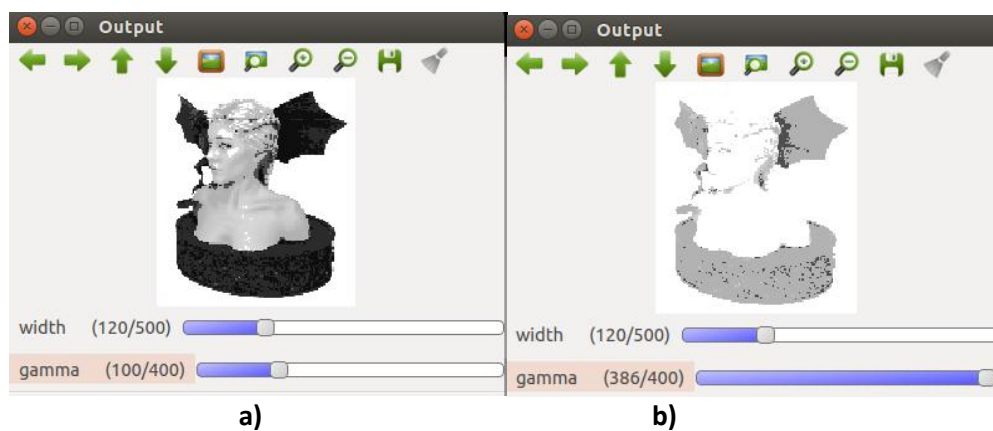 Output
width (120/500)
gamma (100/400)
a)
Output
width (120/500)
gamma (386/400)
b)